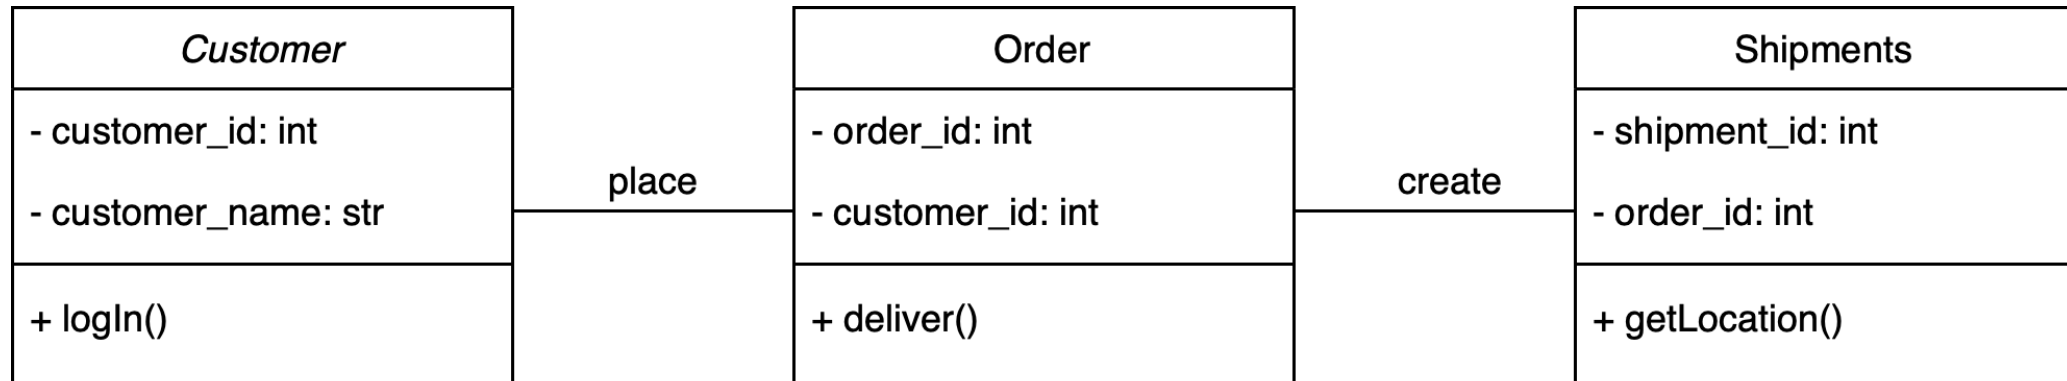 Customer
- customer_id: int
- customer_name: str
+ logIn()
place
Order
- order_id: int
- customer_id: int
+ deliver()
create
Shipments
- shipment_id: int
- order_id: int
+ getLocation()